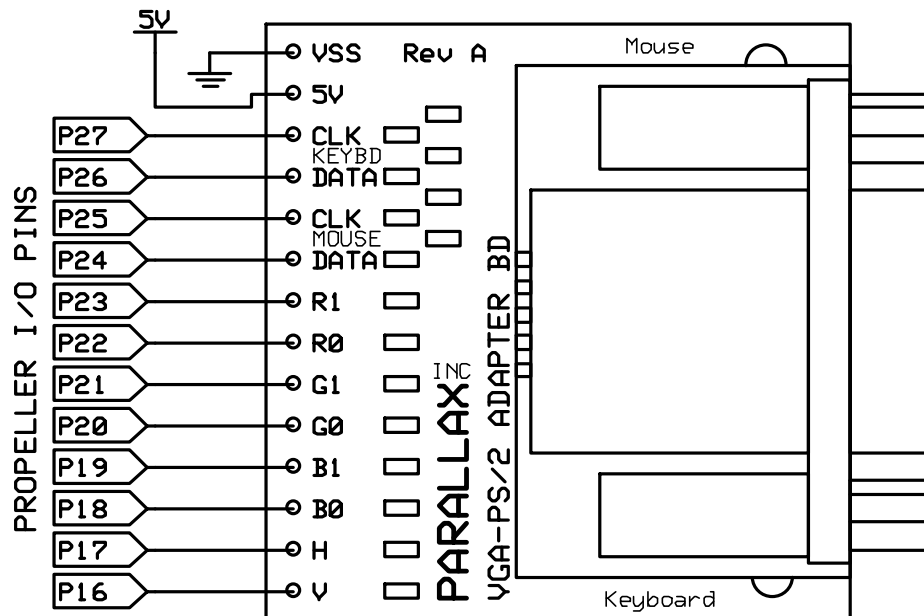 5V
VSS Rev A
Mouse
5V
P27 CLK
KEYBD
P26 DATA
P25 CLK
MOUSE
P24 DATA
P23 R1
P22 R0
P21 G1
P20 G0
P19 B1
P18 B0
P17 H
P16 V
PROPELLER I/O PINS
INC
PARALLAX
VGA-PS/2 ADAPTER BD
Keyboard